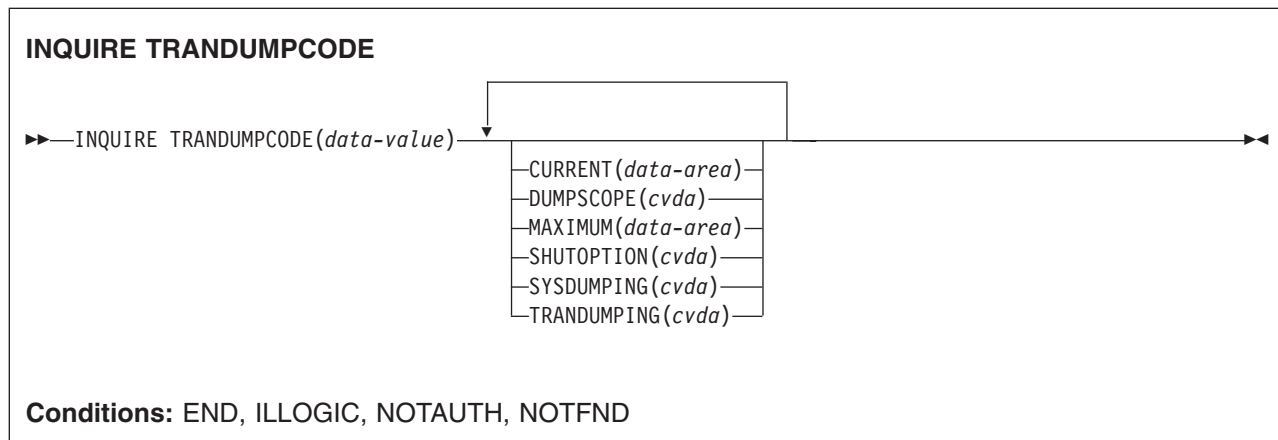 INQUIRE TRANDUMPCODE
INQUIRE TRANDUMPCODE(data-value)
CURRENT(data-area)
DUMPSCOPE(cvda)
MAXIMUM(data-area)
SHUTOPTION(cvda)
SYSDUMPING(cvda)
TRANDUMPING(cvda)
Conditions: END, ILLOGIC, NOTAUTH, NOTFND